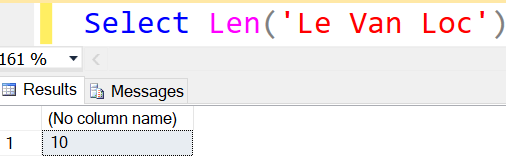 Select Len('Le Van Loc')
161 %
Results Messages
(No column name)
1 10